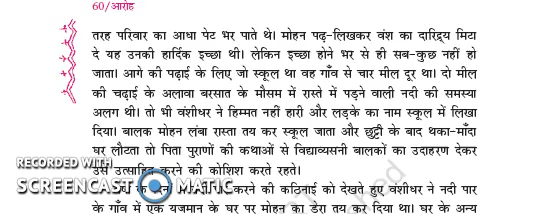 60/आरोह
तरह परिवार का आधा पेट भर पाते थे। मोहन पढ़-लिखकर वंश का दारिद्र्य मिटा
दे यह उनकी हार्दिक इच्छा थी। लेकिन इच्छा होने भर से ही सब-कुछ नहीं हो
जाता। आगे की पढ़ाई के लिए जो स्कूल था वह गाँव से चार मील दूर था। दो मील
की चढ़ाई के अलावा बरसात के मौसम में रास्ते में पड़ने वाली नदी की समस्या
अलग थी। तो भी वंशीधर ने हिम्मत नहीं हारी और लड़के का नाम स्कूल में लिखा
दिया। बालक मोहन लंबा रास्ता तय कर स्कूल जाता और छुट्टी के बाद थका-माँदा
घर लौटता तो पिता पुराणों की कथाओं से विद्याव्यसनी बालकों का उदाहरण देकर
उसे उत्साहित करने की कोशिश करते रहते।
RECORDED WITH
SCREENCAST MATIC
करने की कठिनाई को देखते हुए वंशीधर ने नदी पार
के गाँव में एक यजमान के घर पर मोहन का डेरा तय कर दिया था। घर के अन्य